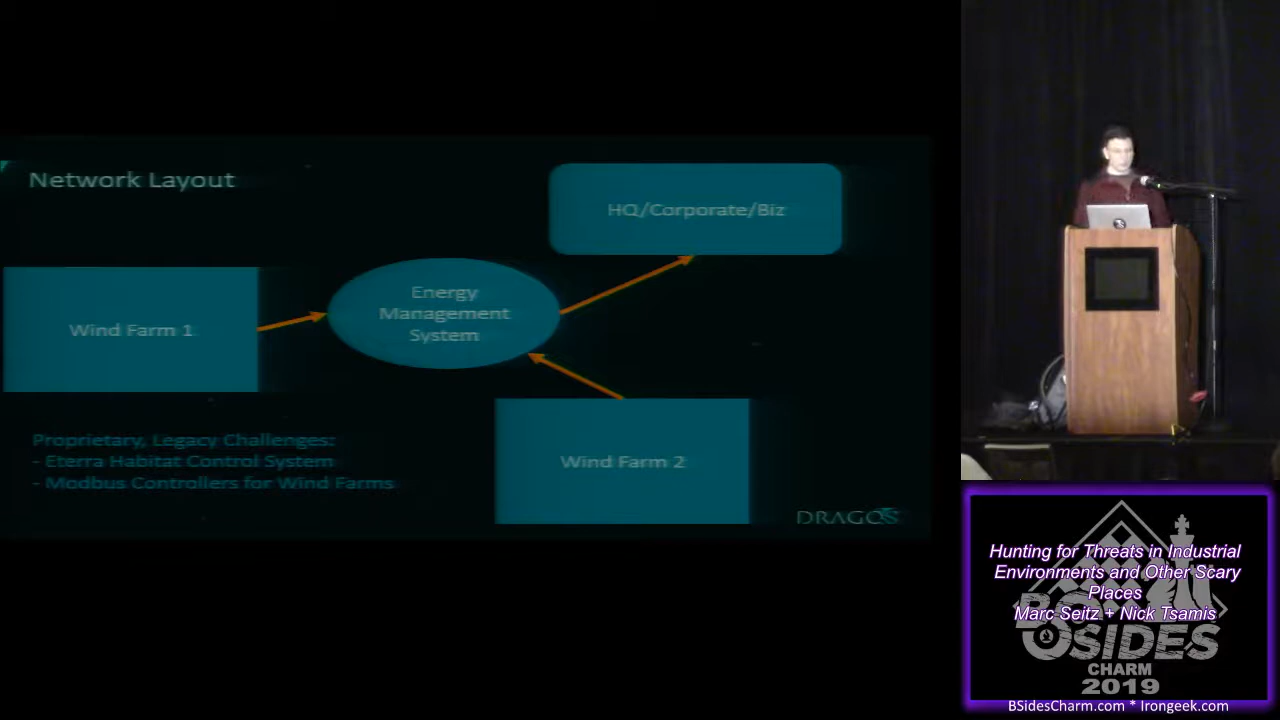 Network Layout
HQ/Corporate/Biz
Energy
Management
System
Wind Farm 1
Proprietary, Legacy Challenges:
- Eterra Habitat Control System
- Modbus Controllers for Wind Farms
Wind Farm 2
DRAGOS
Hunting for Threats in Industrial
Environments and Other Scary
Places
Marc Seitz + Nick Tsamis
BSIDES
CHARM
2019
BSidesCharm.com * Irongeek.com